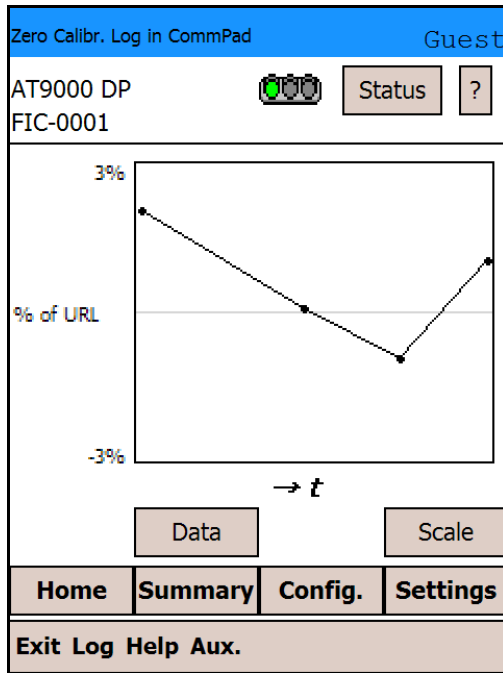 Zero Calibr. Log in CommPad Guest
AT9000 DP Status ?
FIC-0001
3%
% of URL
-3%
→ t
Data Scale
Home Summary Config. Settings
Exit Log Help Aux.